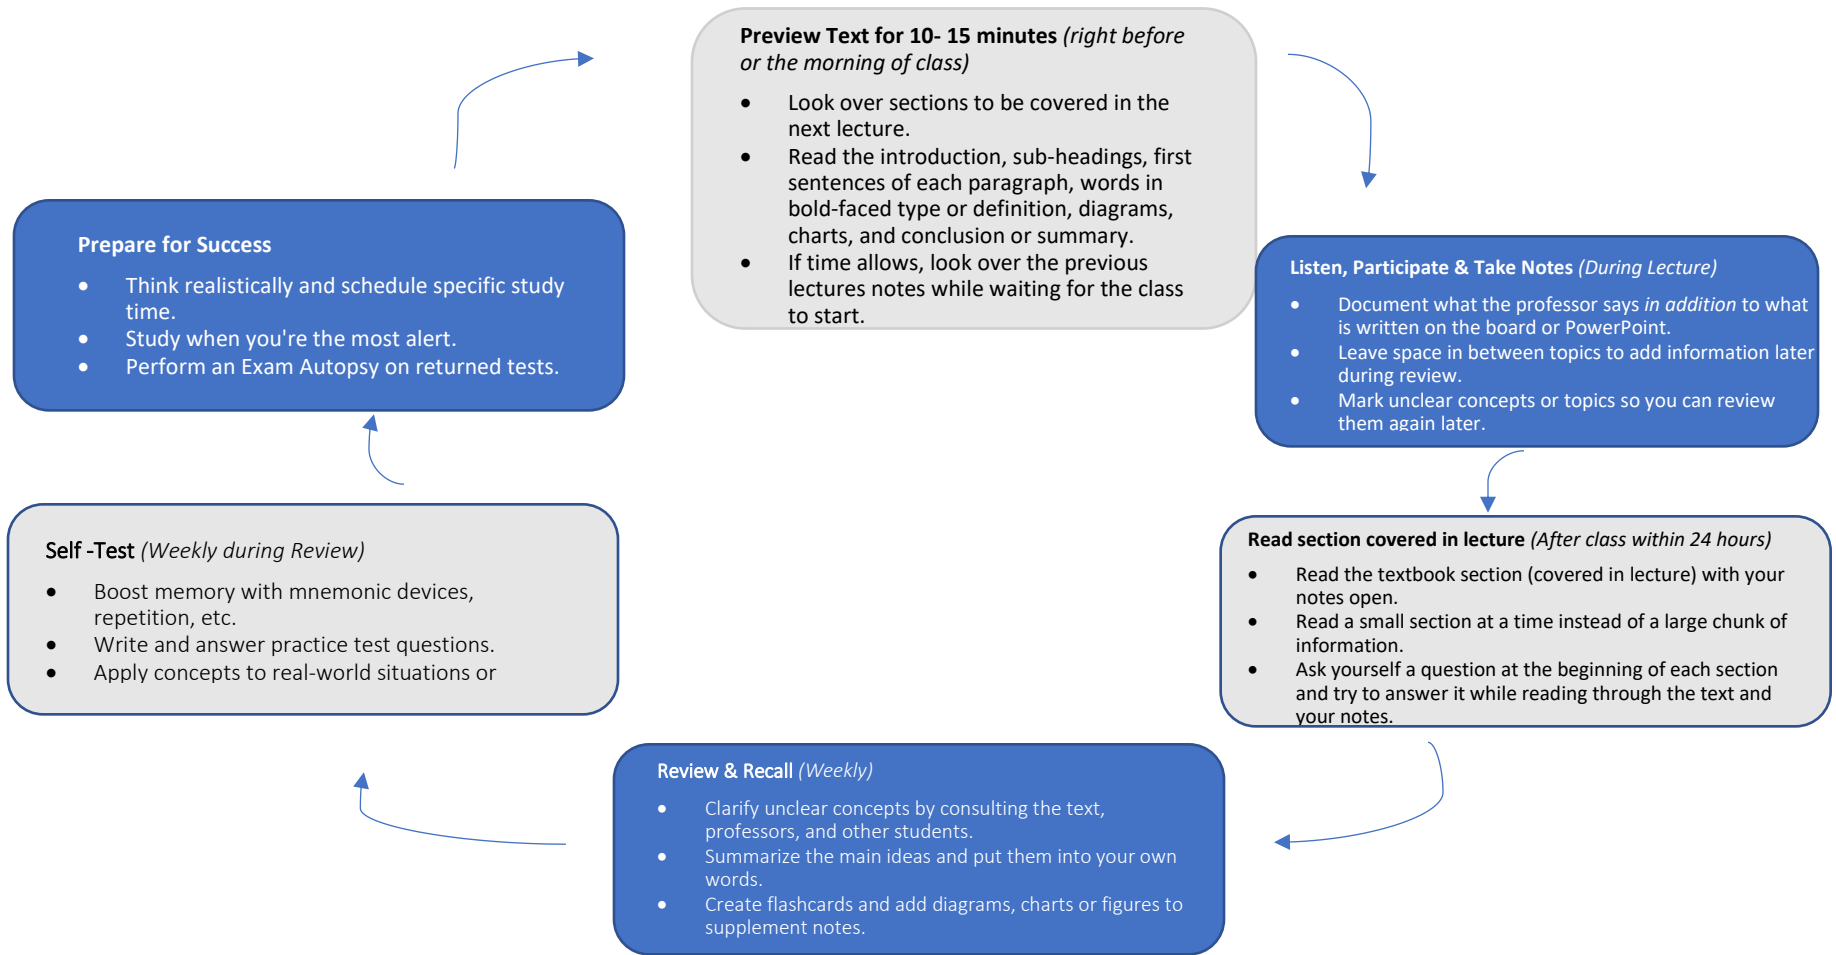 Preview Text for 10- 15 minutes (right before
or the morning of class)
• Look over sections to be covered in the
next lecture.
• Read the introduction, sub-headings, first
sentences of each paragraph, words in
bold-faced type or definition, diagrams,
charts, and conclusion or summary.
• If time allows, look over the previous
lectures notes while waiting for the class
to start.
Listen, Participate & Take Notes (During Lecture)
• Document what the professor says in addition to what
is written on the board or PowerPoint.
• Leave space in between topics to add information later
during review.
• Mark unclear concepts or topics so you can review
them again later.
Read section covered in lecture (After class within 24 hours)
• Read the textbook section (covered in lecture) with your
notes open.
• Read a small section at a time instead of a large chunk of
information.
• Ask yourself a question at the beginning of each section
and try to answer it while reading through the text and
your notes.
Review & Recall (Weekly)
• Clarify unclear concepts by consulting the text,
professors, and other students.
• Summarize the main ideas and put them into your own
words.
• Create flashcards and add diagrams, charts or figures to
supplement notes.
Self -Test (Weekly during Review)
• Boost memory with mnemonic devices,
repetition, etc.
• Write and answer practice test questions.
• Apply concepts to real-world situations or
Prepare for Success
• Think realistically and schedule specific study
time.
• Study when you're the most alert.
• Perform an Exam Autopsy on returned tests.